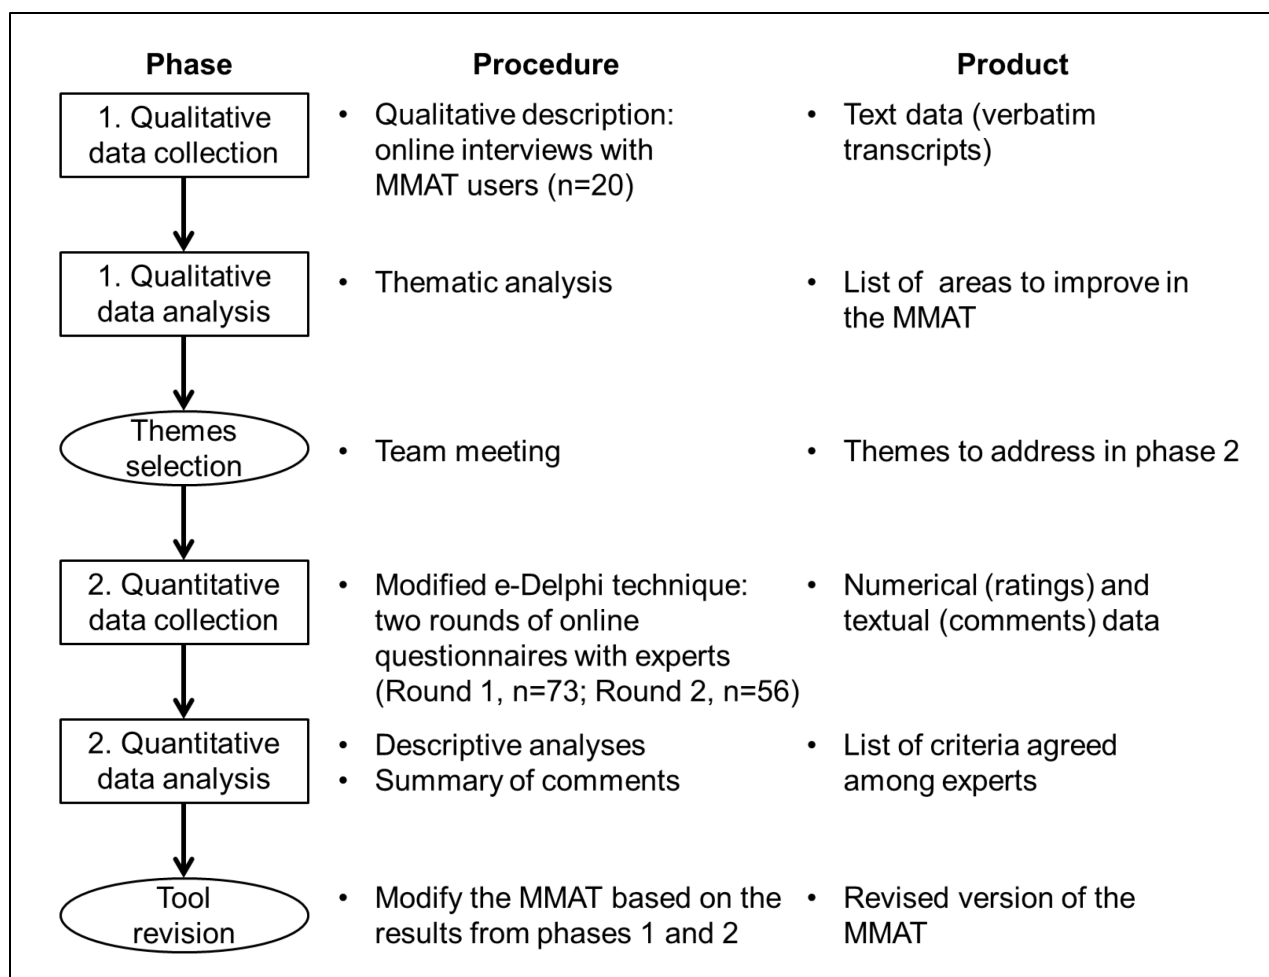 Phase
Procedure
Product
1. Qualitative
data collection
• Qualitative description:
online interviews with
MMAT users (n=20)
• Text data (verbatim
transcripts)
1. Qualitative
data analysis
• Thematic analysis
• List of  areas to improve in
the MMAT
Themes
selection
• Team meeting
• Themes to address in phase 2
2. Quantitative
data collection
• Modified e-Delphi technique:
two rounds of online
questionnaires with experts
(Round 1, n=73; Round 2, n=56)
• Numerical (ratings) and
textual (comments) data
2. Quantitative
data analysis
• Descriptive analyses
• Summary of comments
• List of criteria agreed
among experts
Tool
revision
• Modify the MMAT based on the
results from phases 1 and 2
• Revised version of the
MMAT